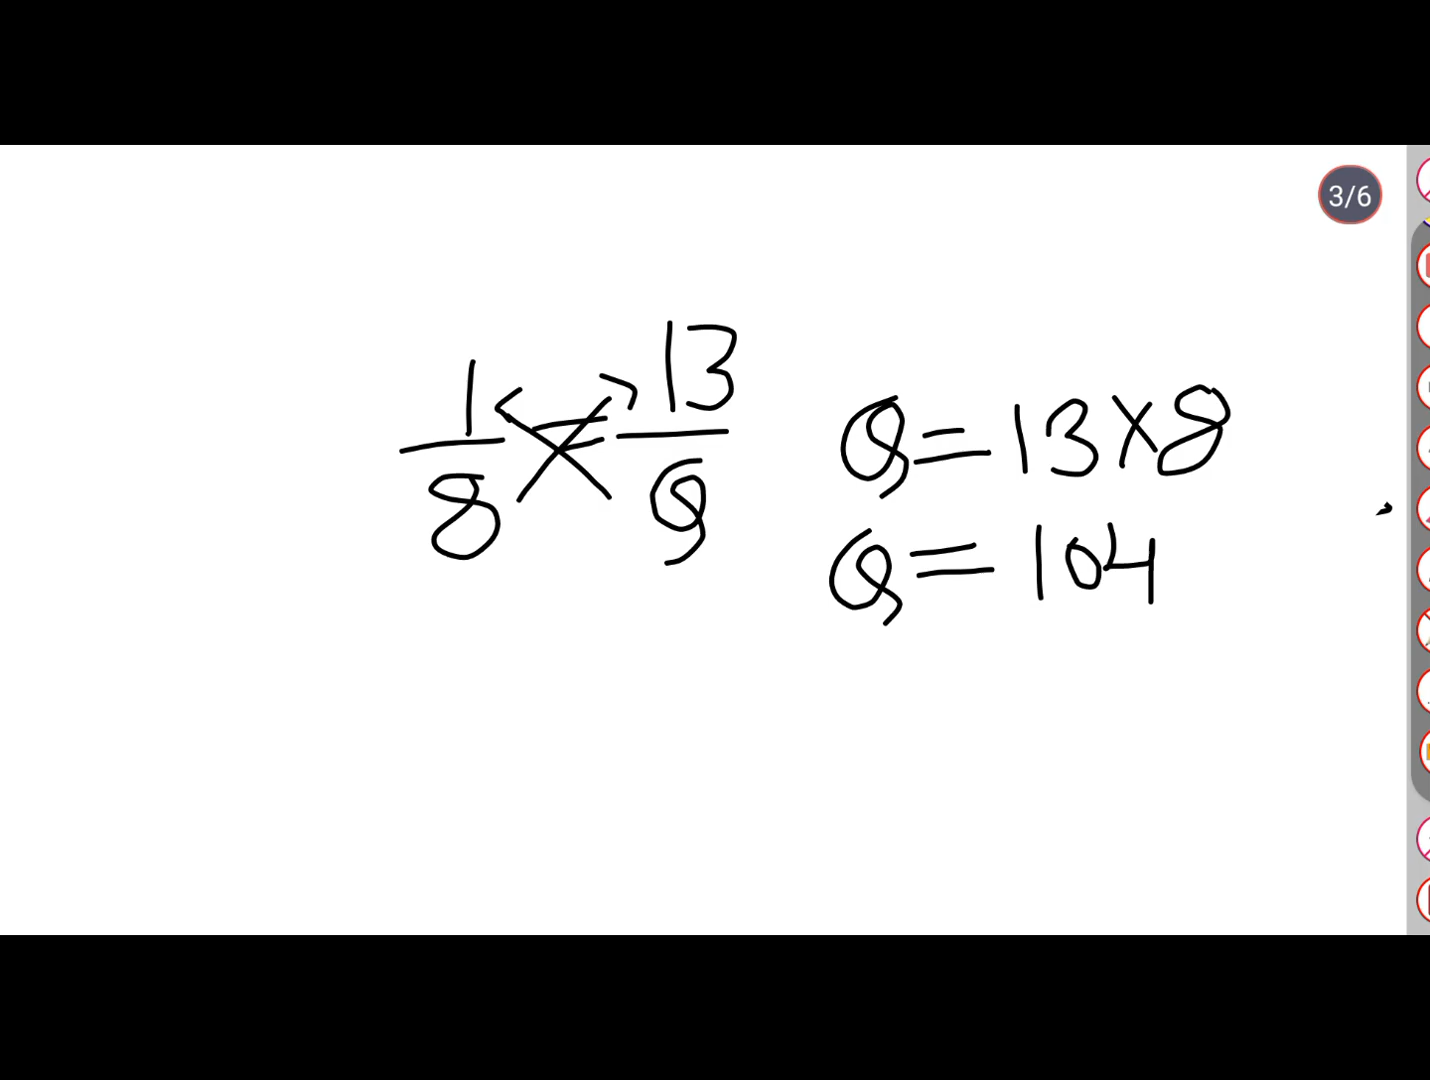 3/6
1/8 = 13/Q
Q = 13 × 8
Q = 104